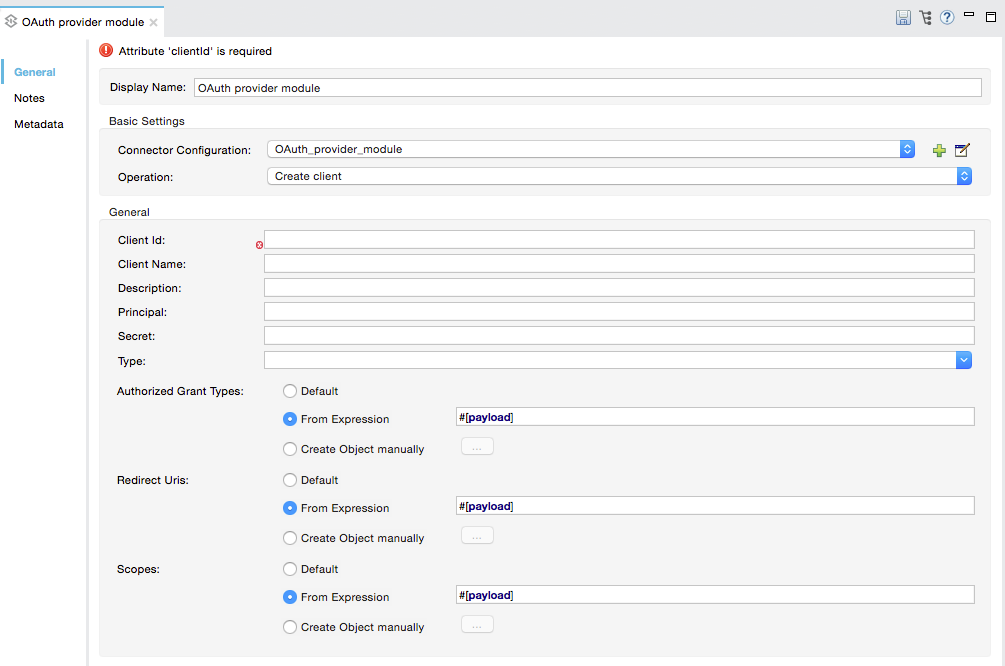 OAuth provider module
Attribute 'clientId' is required
General
Notes
Metadata
Display Name: OAuth provider module
Basic Settings
Connector Configuration: OAuth_provider_module
Operation: Create client
General
Client Id:
Client Name:
Description:
Principal:
Secret:
Type:
Authorized Grant Types: Default
From Expression #[payload]
Create Object manually ...
Redirect Uris: Default
From Expression #[payload]
Create Object manually ...
Scopes: Default
From Expression #[payload]
Create Object manually ...